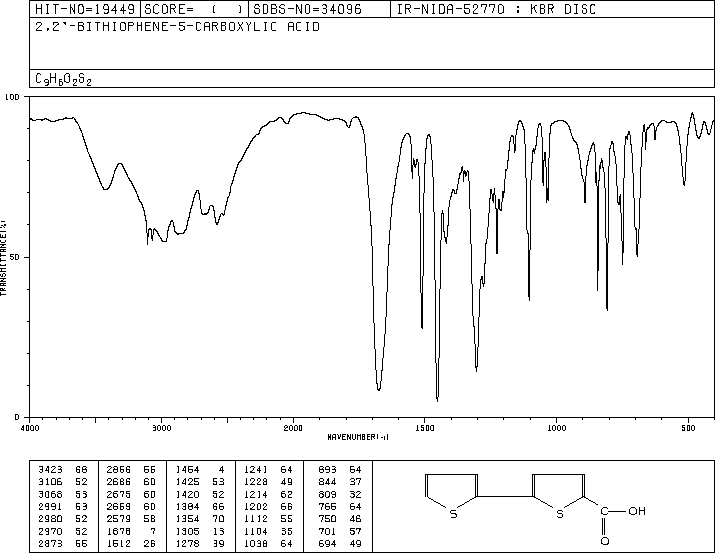 HIT-NO=19449 SCORE= ( ) SDBS-NO=34096 IR-NIDA-52770 : KBR DISC
2,2'-BITHIOPHENE-5-CARBOXYLIC ACID
C9H6O2S2
100
50
0
TRANSMITTANCE(%)
4000 3000 2000 1500 1000 500
WAVENUMBER(-1)
3423 68 2856 55 1454 4 1241 64 893 64
3106 52 2686 60 1425 53 1228 49 844 37
3068 53 2675 60 1420 52 1214 62 809 32
2991 53 2659 60 1384 66 1202 66 766 64
2980 52 2579 58 1354 70 1112 55 750 46
2970 52 1678 7 1305 13 1104 35 701 57
2873 55 1512 26 1278 39 1038 64 694 49
S S C OH
O